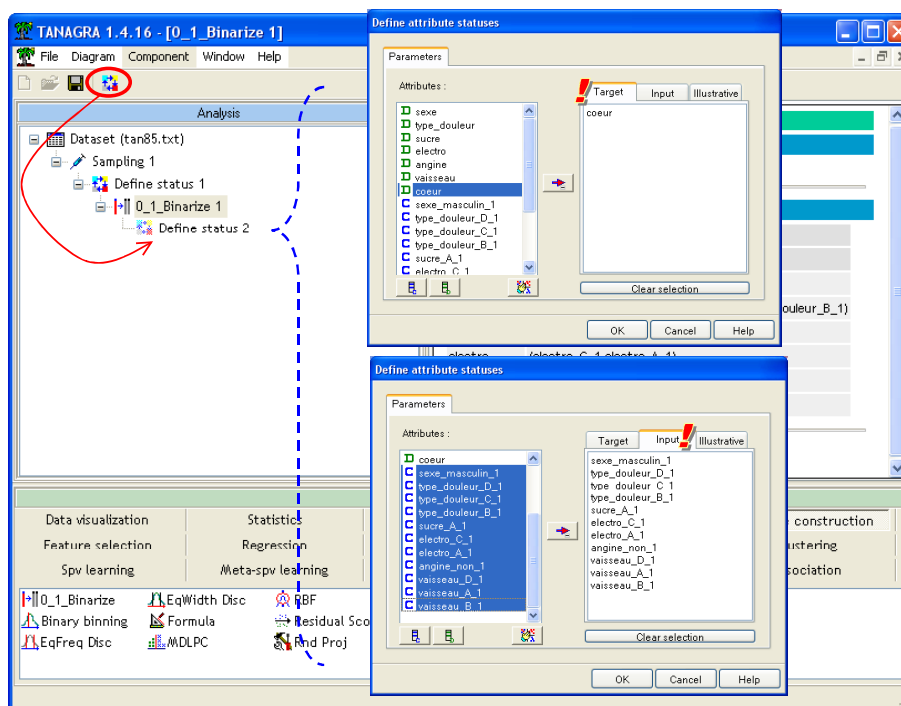 TANAGRA 1.4.16 - [0_1_Binarize 1]
File Diagram Component Window Help
Analysis
Dataset (tan85.txt)
Sampling 1
Define status 1
0_1_Binarize 1
Define status 2
Define attribute statuses
Parameters
Attributes :
D sexe
D type_douleur
D sucre
D electro
D angine
D vaisseau
D coeur
C sexe_masculin_1
C type_douleur_D_1
C type_douleur_C_1
C type_douleur_B_1
C sucre_A_1
C electro_C_1
Target Input Illustrative
coeur
Clear selection
OK Cancel Help
ouleur_B_1)
electro (electro_C_1,electro_A_1)
Define attribute statuses
Parameters
Attributes :
D coeur
C sexe_masculin_1
C type_douleur_D_1
C type_douleur_C_1
C type_douleur_B_1
C sucre_A_1
C electro_C_1
C electro_A_1
C angine_non_1
C vaisseau_D_1
C vaisseau_A_1
C vaisseau_B_1
Target Input Illustrative
sexe_masculin_1
type_douleur_D_1
type_douleur_C_1
type_douleur_B_1
sucre_A_1
electro_C_1
electro_A_1
angine_non_1
vaisseau_D_1
vaisseau_A_1
vaisseau_B_1
Clear selection
OK Cancel Help
Data visualization Statistics construction
Feature selection Regression ustering
Spv learning Meta-spv learning sociation
0_1_Binarize EqWidth Disc RBF
Binary binning Formula Residual Sco
EqFreq Disc MDLPC Rnd Proj